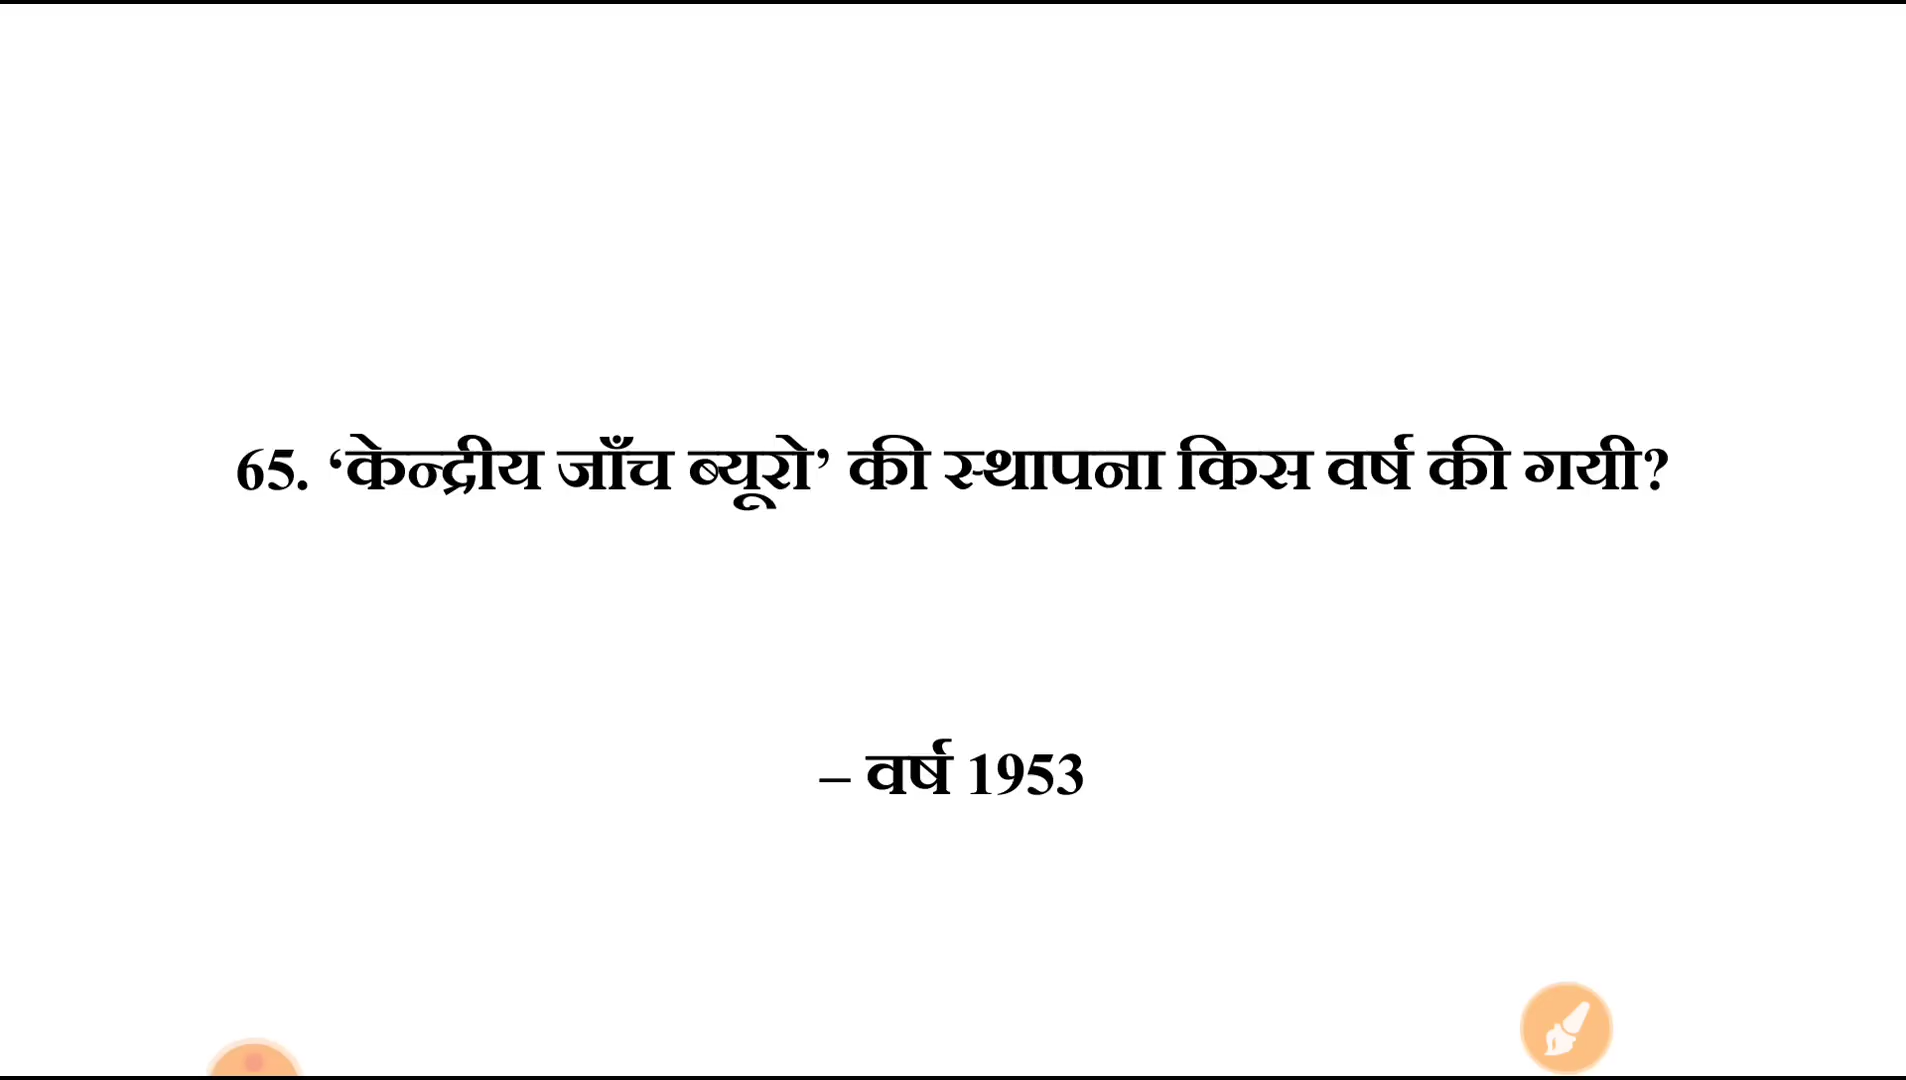 65. ‘केन्द्रीय जाँच ब्यूरो’ की स्थापना किस वर्ष की गयी?
– वर्ष 1953